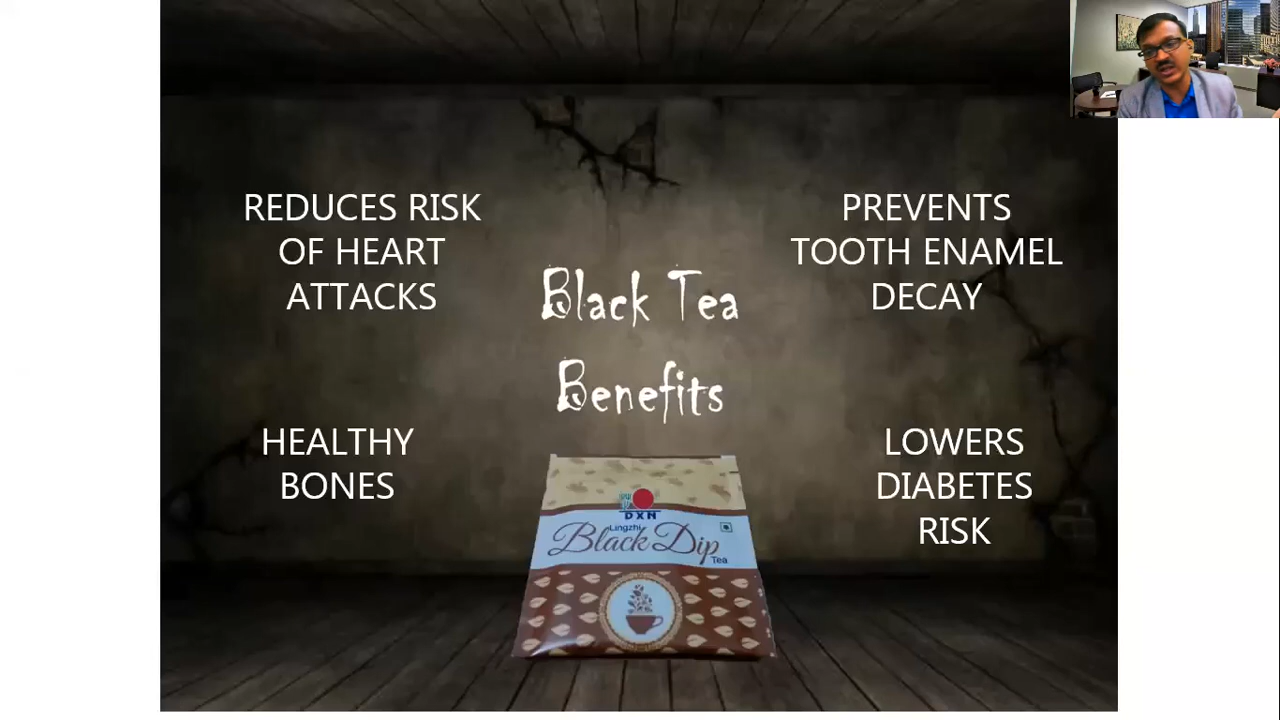 REDUCES RISK
OF HEART
ATTACKS
PREVENTS
TOOTH ENAMEL
DECAY
Black Tea
Benefits
HEALTHY
BONES
LOWERS
DIABETES
RISK
DXN
Lingzhi
Black Dip
Tea